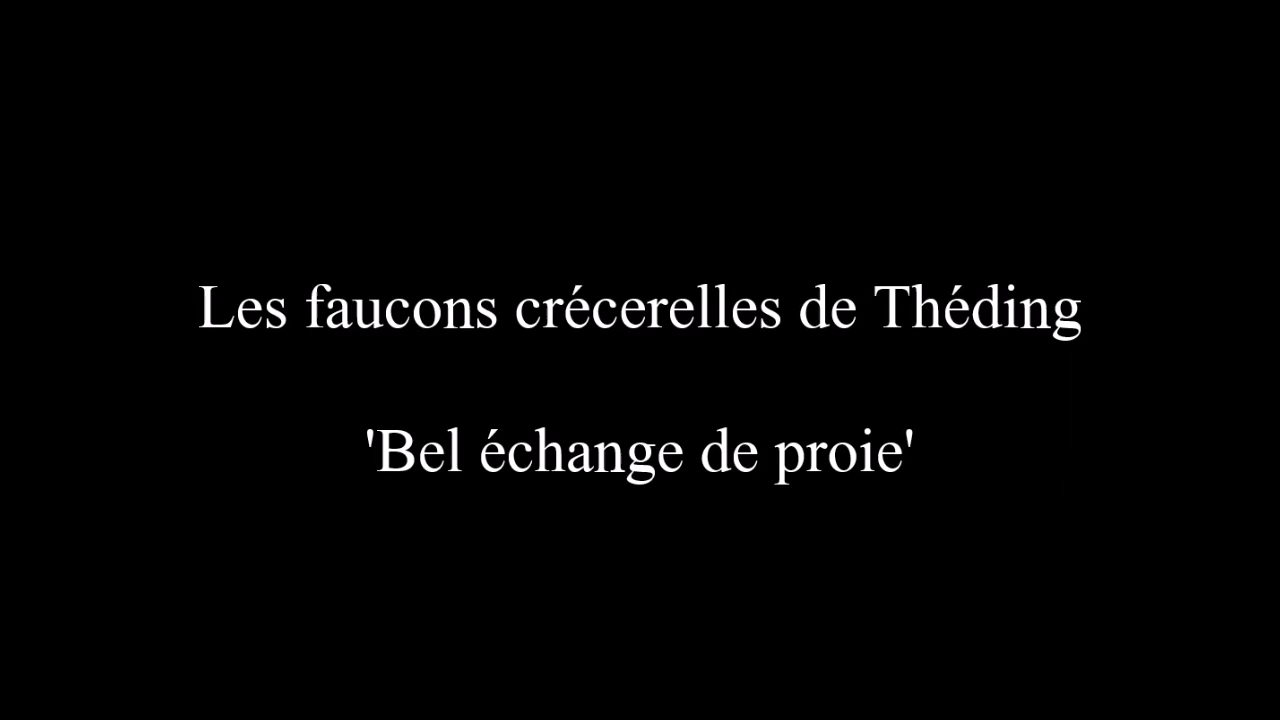 Les faucons crécerelles de Théding
'Bel échange de proie'